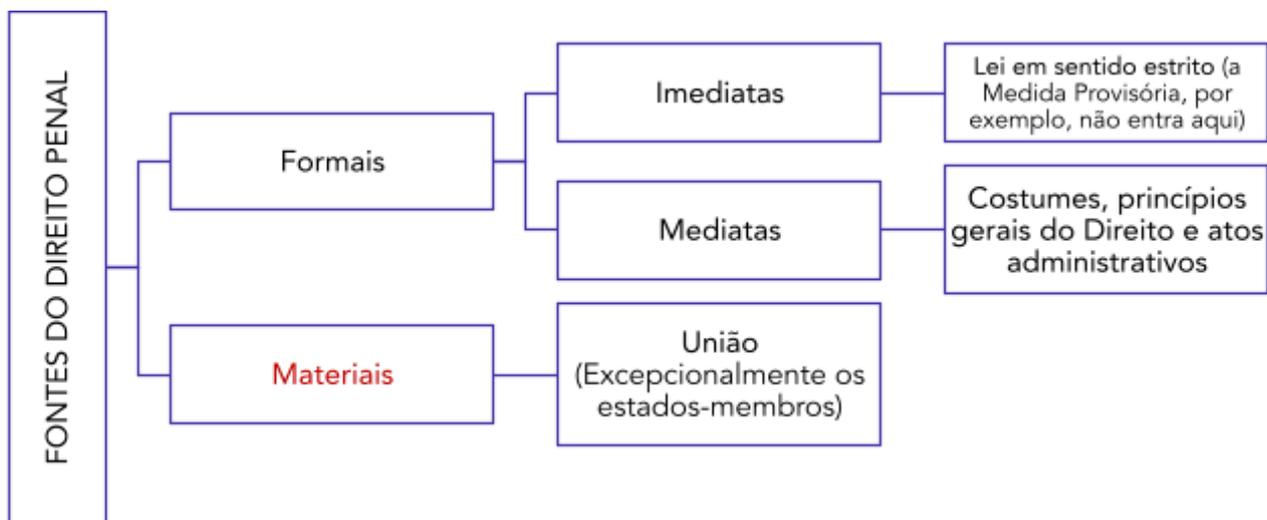 FONTES DO DIREITO PENAL
Formais
Imediatas
Lei em sentido estrito (a
Medida Provisória, por
exemplo, não entra aqui)
Mediatas
Costumes, princípios
gerais do Direito e atos
administrativos
Materiais
União
(Excepcionalmente os
estados-membros)